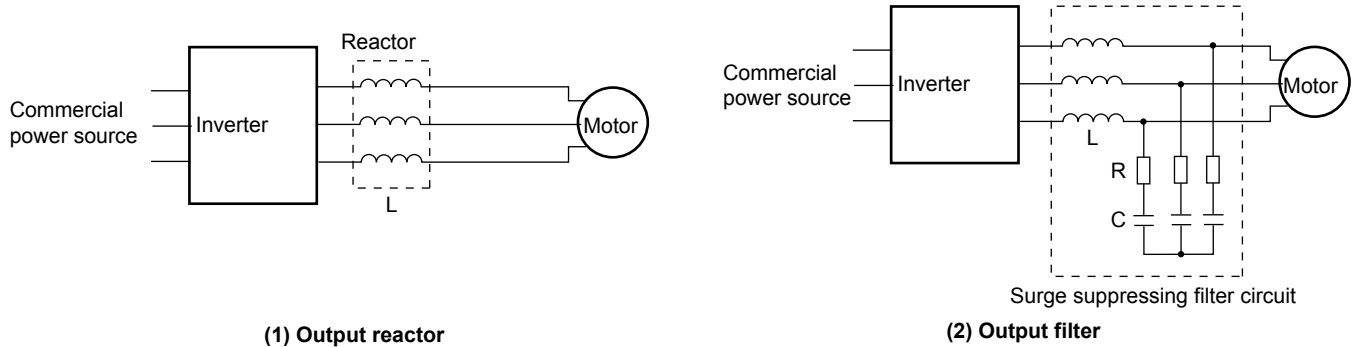 Reactor
Commercial
power source
Inverter
Motor
L
(1) Output reactor
Commercial
power source
Inverter
Motor
L
R
C
Surge suppressing filter circuit
(2) Output filter